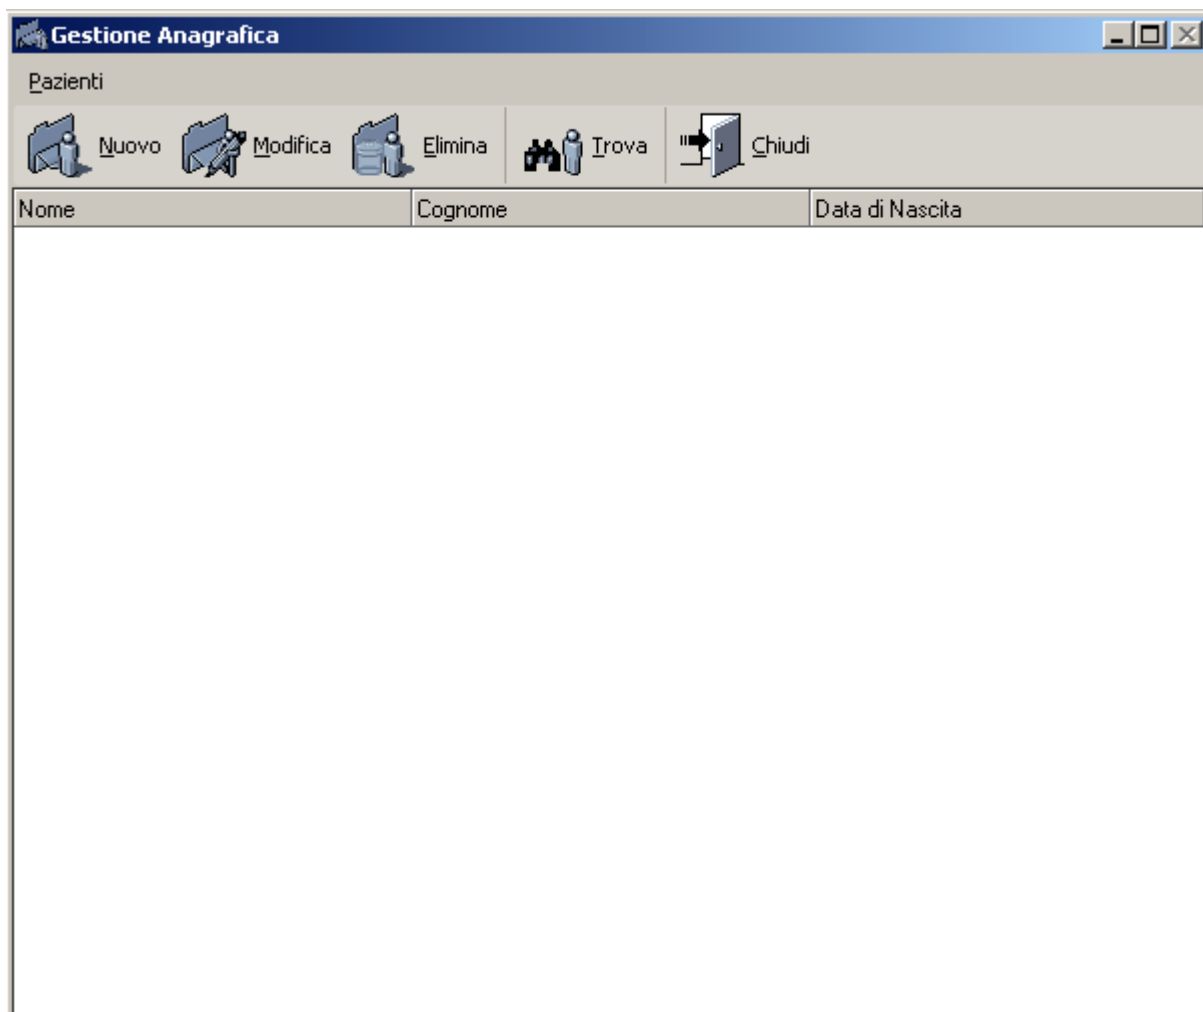 Gestione Anagrafica
Pazienti
Nuovo Modifica Elimina Trova Chiudi
Nome Cognome Data di Nascita